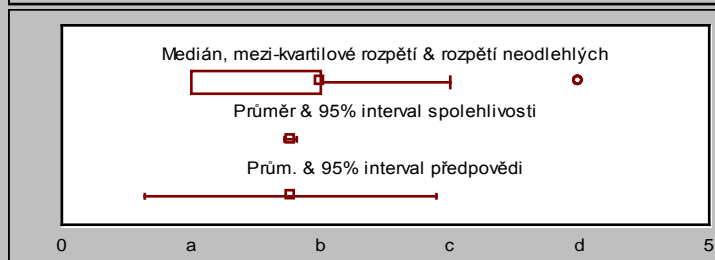 Medián, mezi-kvartilové rozpětí & rozpětí neodlehlých
Průměr & 95% interval spolehlivosti
Prům. & 95% interval předpovědi
0 a b c d 5